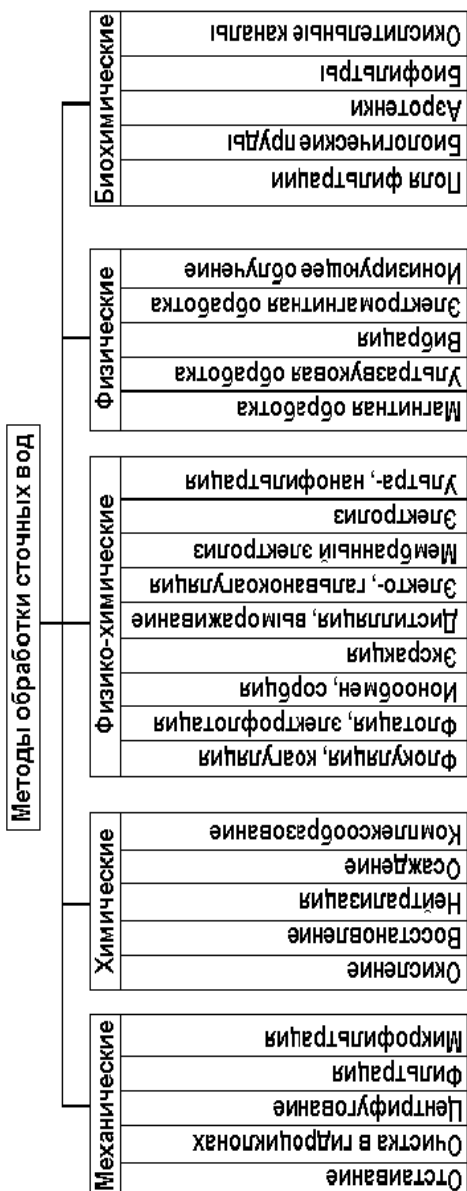 Методы обработки сточных вод
Механические
Отстаивание
Очистка в гидроциклонах
Центрифугование
Фильтрация
Микрофильтрация
Химические
Окисление
Восстановление
Нейтрализация
Осаждение
Комплексообразование
Физико-химические
Флокуляция, коагуляция
Флотация, электрофлотация
Ионообмен, сорбция
Эксракция
Дистилляция, вымораживание
Электо-, гальванокоагуляция
Мембранный электролиз
Электролиз
Ультра-, нанофильтрация
Физические
Магнитная обработка
Ультразвуковая обработка
Вибрация
Электромагнитная обработка
Ионизирующее облучение
Биохимические
Поля фильтрации
Биологические пруды
Аэротенки
Биофильтры
Окислительные каналы